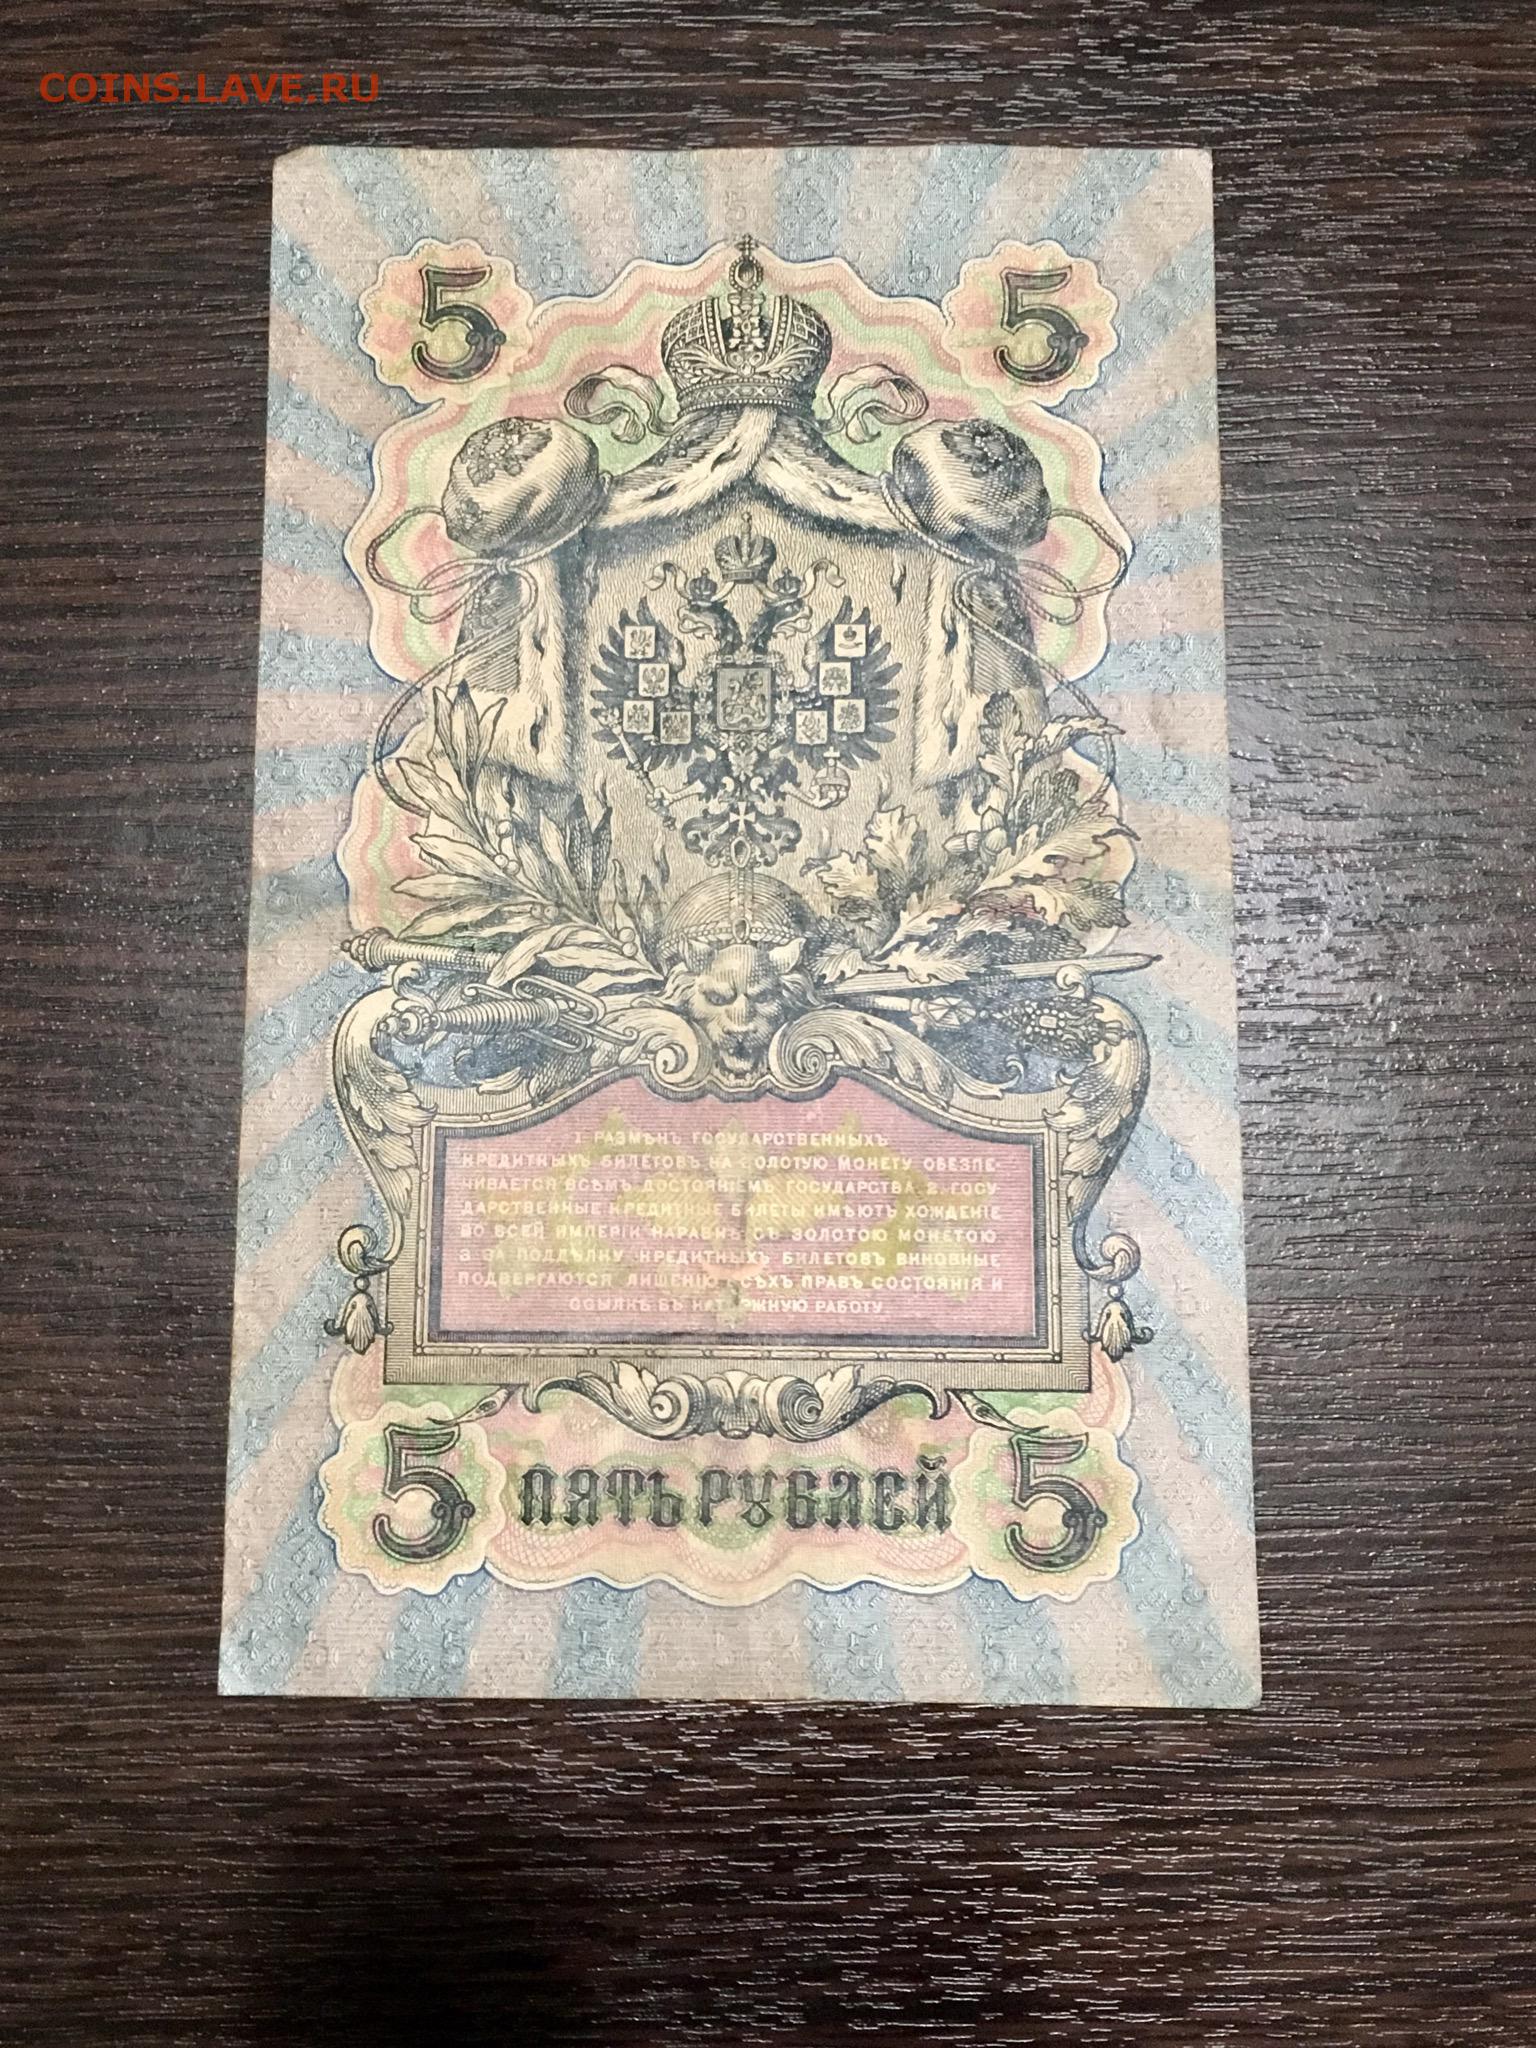 COINS.LAVE.RU
5 5
1. РАЗМѢНЪ ГОСУДАРСТВЕННЫХЪ
КРЕДИТНЫХЪ БИЛЕТОВЪ НА ЗОЛОТУЮ МОНЕТУ ОБЕЗПЕ-
ЧИВАЕТСЯ ВСѢМЪ ДОСТОЯНІЕМЪ ГОСУДАРСТВА. 2. ГОСУ-
ДАРСТВЕННЫЕ КРЕДИТНЫЕ БИЛЕТЫ ИМѢЮТЪ ХОЖДЕНІЕ
ВО ВСЕЙ ИМПЕРІИ НАРАВНѢ СЪ ЗОЛОТОЮ МОНЕТОЮ.
3. ЗА ПОДДѢЛКУ КРЕДИТНЫХЪ БИЛЕТОВЪ ВИНОВНЫЕ
ПОДВЕРГАЮТСЯ ЛИШЕНІЮ ВСѢХЪ ПРАВЪ СОСТОЯНІЯ И
ССЫЛКѢ ВЪ КАТОРЖНУЮ РАБОТУ.
5 ПЯТЬ РУБЛЕЙ 5